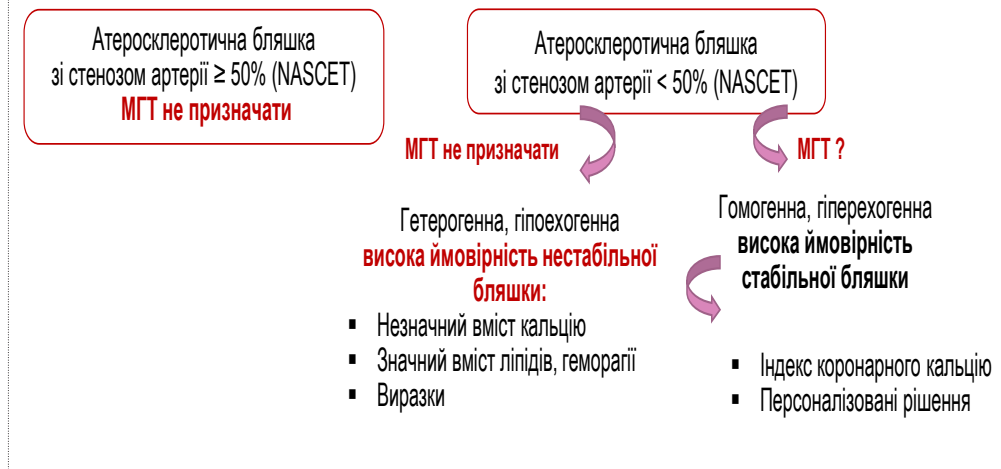 Атеросклеротична бляшка
зі стенозом артерії ≥ 50% (NASCET)
МГТ не призначати
Атеросклеротична бляшка
зі стенозом артерії < 50% (NASCET)
МГТ не призначати
МГТ ?
Гетерогенна, гіпоехогенна
висока ймовірність нестабільної
бляшки:
▪ Незначний вміст кальцію
▪ Значний вміст ліпідів, геморагії
▪ Виразки
Гомогенна, гіперехогенна
висока ймовірність
стабільної бляшки
▪ Індекс коронарного кальцію
▪ Персоналізовані рішення